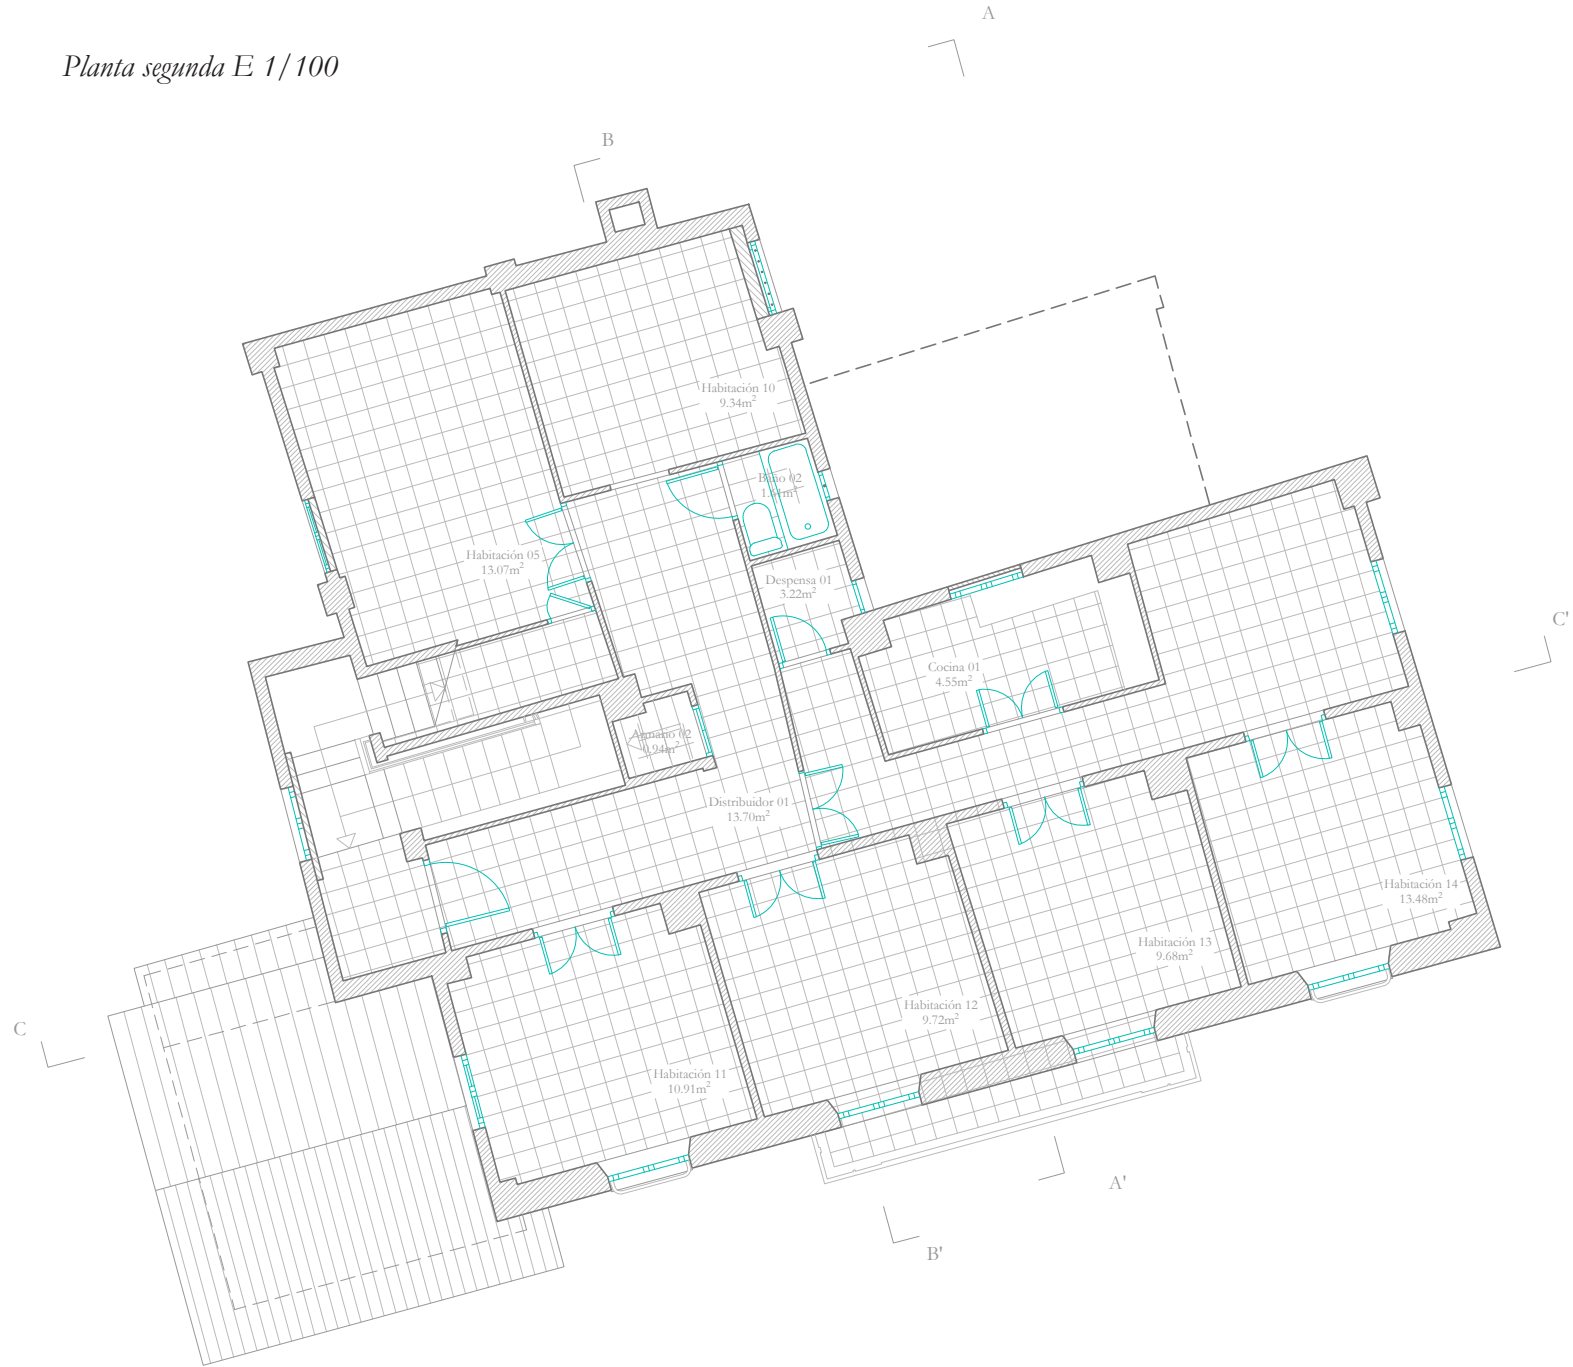 A
Planta segunda E 1/100
B
Habitación 10
9.34m²
Baño 02
Habitación 05
13.07m²
Despensa 01
3.22m²
C'
Cocina 01
4.55m²
Armario 02
0.94m²
Distribuidor 01
13.70m²
Habitación 14
13.48m²
Habitación 13
9.68m²
Habitación 12
9.72m²
C
Habitación 11
10.91m²
A'
B'